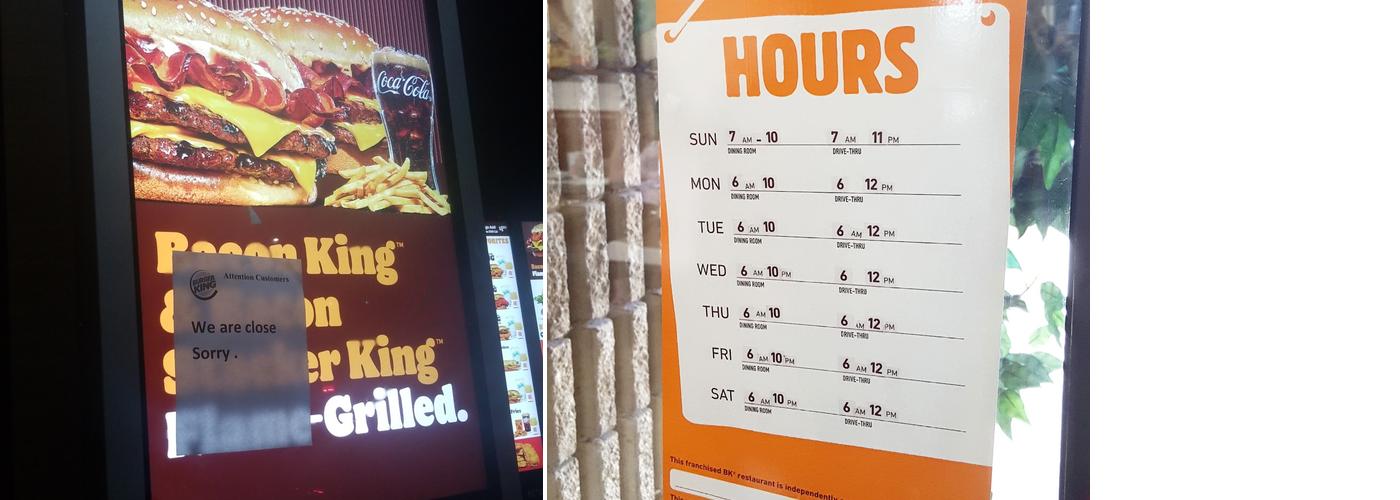 Coca-Cola
Bacon King™
BURGER KING
Attention Customers
We are close
Sorry .
er King™
-Grilled.
HOURS
SUN 7 AM - 10 7 AM 11 PM
DINING ROOM DRIVE-THRU
MON 6 AM 10 6 12 PM
DINING ROOM DRIVE-THRU
TUE 6 AM 10 6 AM 12 PM
DINING ROOM DRIVE-THRU
WED 6 AM 10 PM 6 12 PM
DINING ROOM DRIVE-THRU
THU 6 AM 10 6 AM 12 PM
DINING ROOM DRIVE-THRU
FRI 6 AM 10 PM 6 AM 12 PM
DINING ROOM DRIVE-THRU
SAT 6 AM 10 PM 6 AM 12 PM
DINING ROOM DRIVE-THRU
This franchised BK® restaurant is independently
This